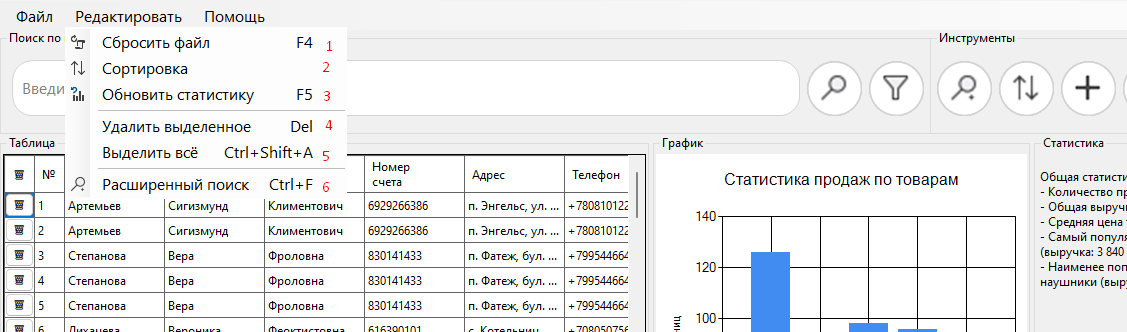 Файл Редактировать Помощь
Поиск по
Инструменты
Сбросить файл F4 1
Сортировка 2
Обновить статистику F5 3
Удалить выделенное Del 4
Выделить всё Ctrl+Shift+A 5
Расширенный поиск Ctrl+F 6
Введи
Таблица
№ Номер счета Адрес Телефон
1 Артемьев Сигизмунд Климентович 6929266386 п. Энгельс, ул. ... +780810122
2 Артемьев Сигизмунд Климентович 6929266386 п. Энгельс, ул. ... +780810122
3 Степанова Вера Фроловна 830141433 п. Фатеж, бул. ... +799544664
4 Степанова Вера Фроловна 830141433 п. Фатеж, бул. ... +799544664
5 Степанова Вера Фроловна 830141433 п. Фатеж, бул. ... +799544664
6 Лихачева Вероника Феоктистовна 616390101 с. Котельнич +708050756
График
Статистика продаж по товарам
140
120
100
ниц
Статистика
Общая статисти
- Количество пр
- Общая выручк
- Средняя цена
- Самый популя
(выручка: 3 840
- Наименее поп
наушники (выру